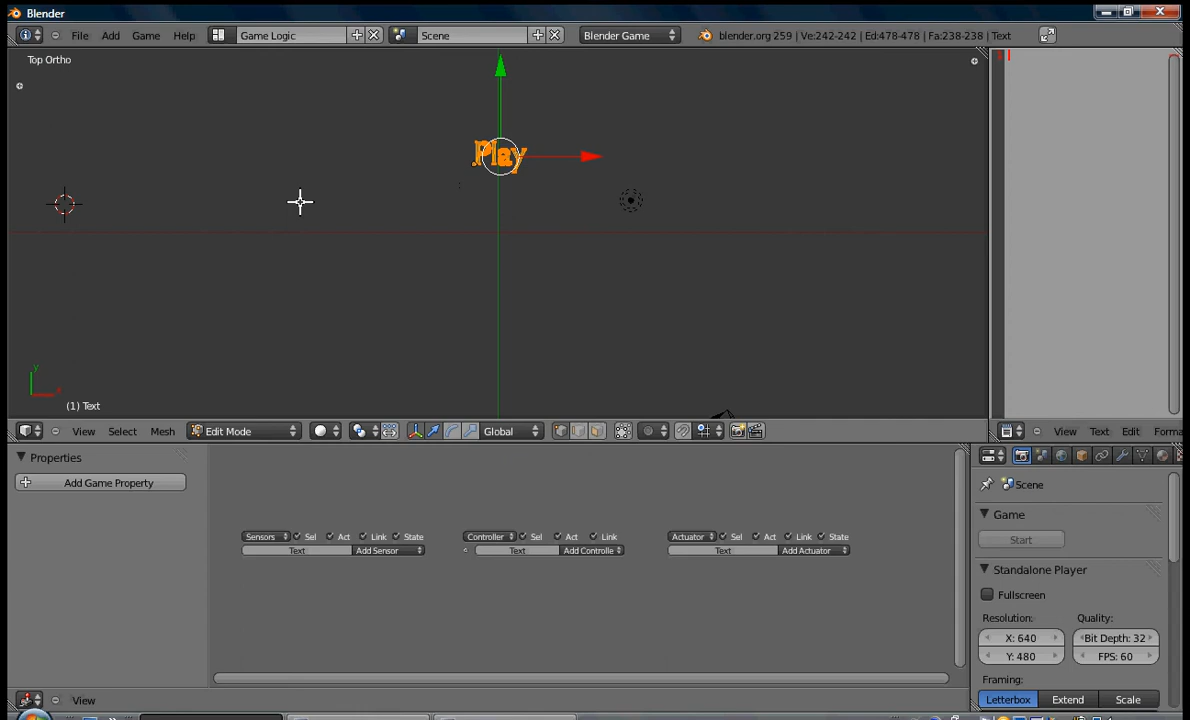 Blender
File Add Game Help Game Logic Scene Blender Game blender.org 259 | Ve:242-242 | Ed:478-478 | Fa:238-238 | Text
Top Ortho
Play
y
(1) Text
View Select Mesh Edit Mode Global View Text Edit Forma
Properties
Add Game Property
Sensors Sel Act Link State Controller Sel Act Link Actuator Sel Act Link State
Text Add Sensor Text Add Controlle Text Add Actuator
Scene
Game
Start
Standalone Player
Fullscreen
Resolution: Quality:
X: 640 Bit Depth: 32
Y: 480 FPS: 60
Framing:
Letterbox Extend Scale
View